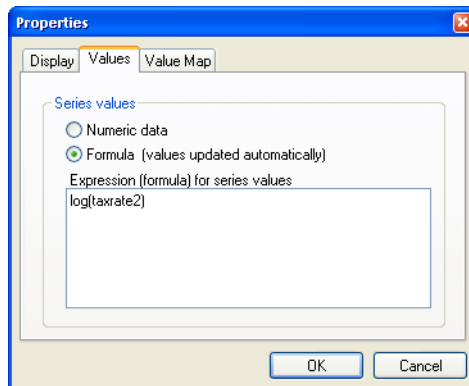 Properties
Display Values Value Map
Series values
Numeric data
Formula (values updated automatically)
Expression (formula) for series values
log(taxrate2)
OK Cancel